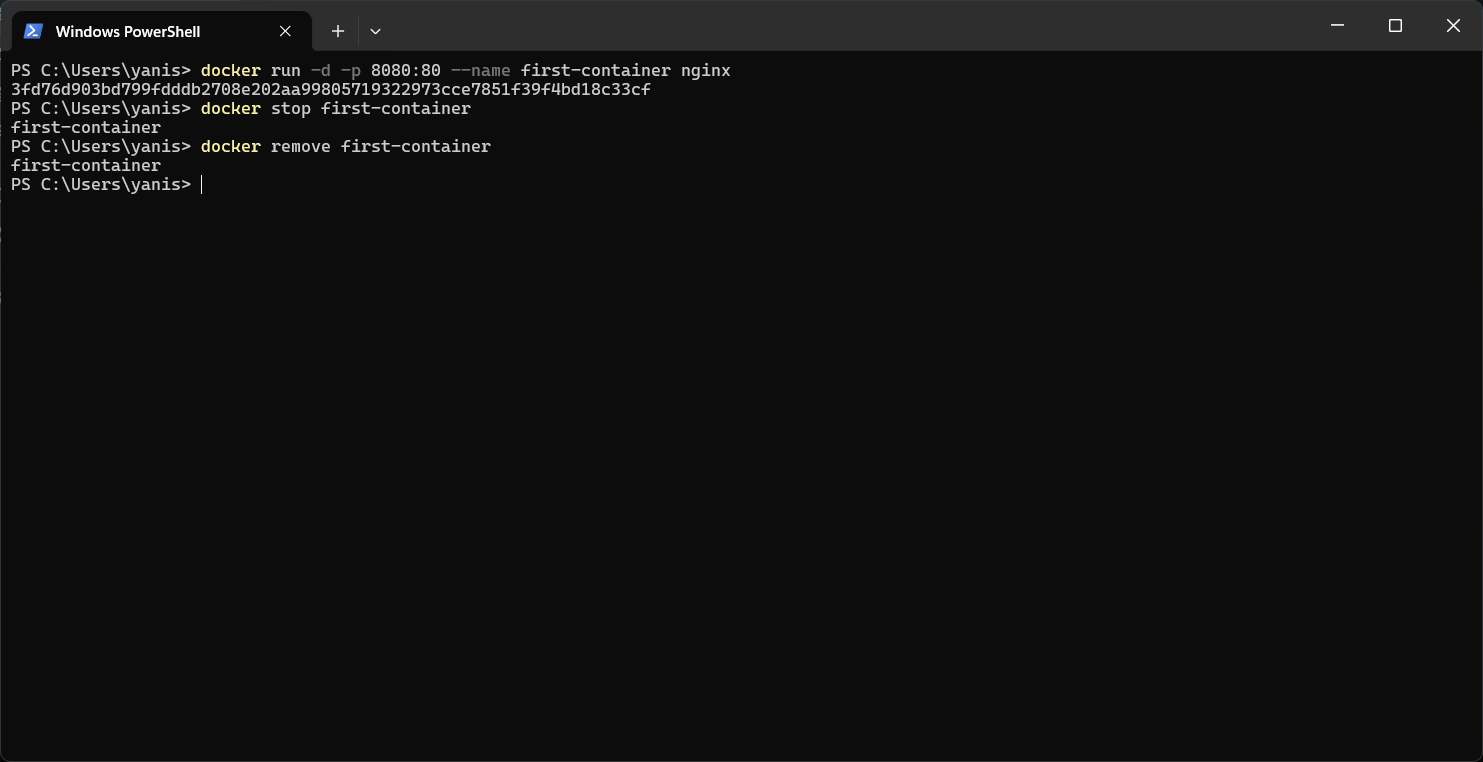 Windows PowerShell
PS C:\Users\yanis> docker run -d -p 8080:80 --name first-container nginx
3fd76d903bd799fdddb2708e202aa99805719322973cce7851f39f4bd18c33cf
PS C:\Users\yanis> docker stop first-container
first-container
PS C:\Users\yanis> docker remove first-container
first-container
PS C:\Users\yanis>